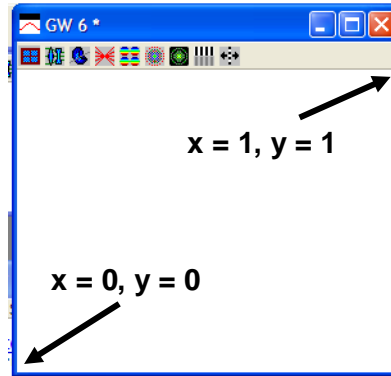 GW 6 *
x = 1, y = 1
x = 0, y = 0